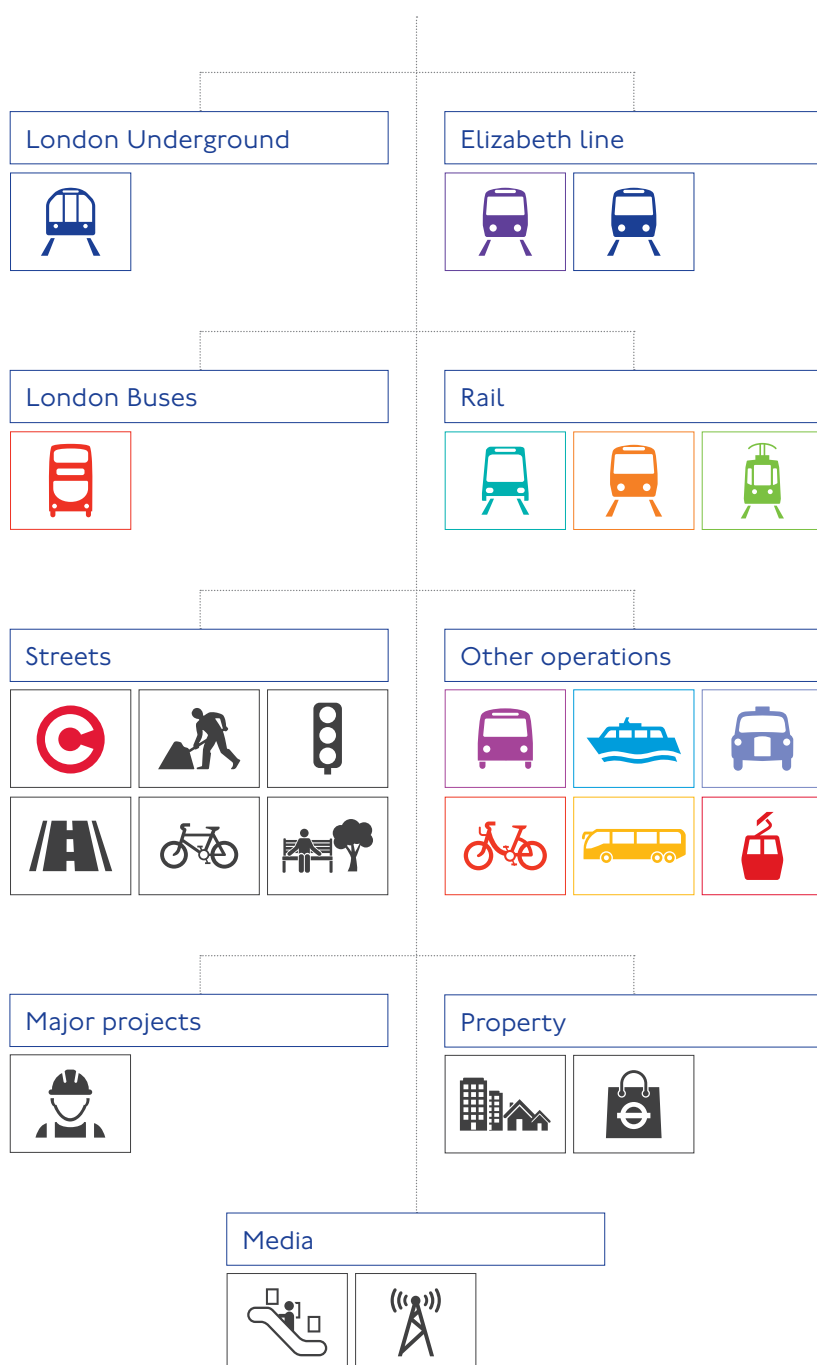 London Underground
Elizabeth line
London Buses
Rail
Streets
Other operations
Major projects
Property
Media